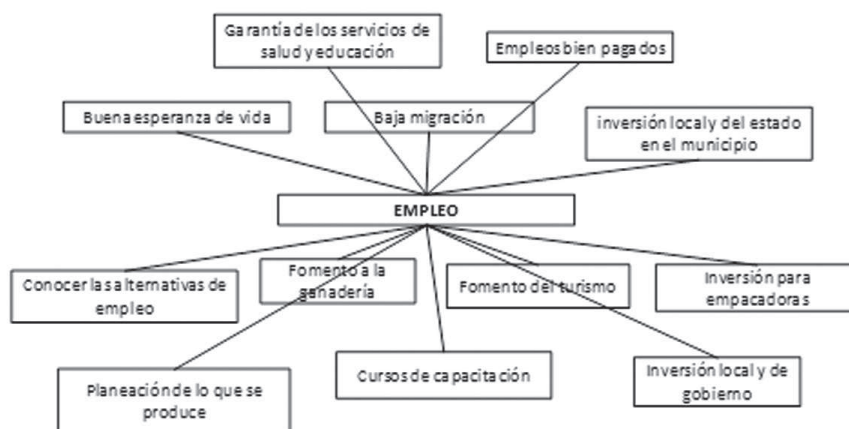 Garantía de los servicios de
salud y educación
Empleos bien pagados
Buena esperanza de vida
Baja migración
inversión local y del estado
en el municipio
EMPLEO
Conocer las alternativas de
empleo
Fomento a la
ganadería
Fomento del turismo
Inversión para
empacadoras
Planeación de lo que se
produce
Cursos de capacitación
Inversión local y de
gobierno